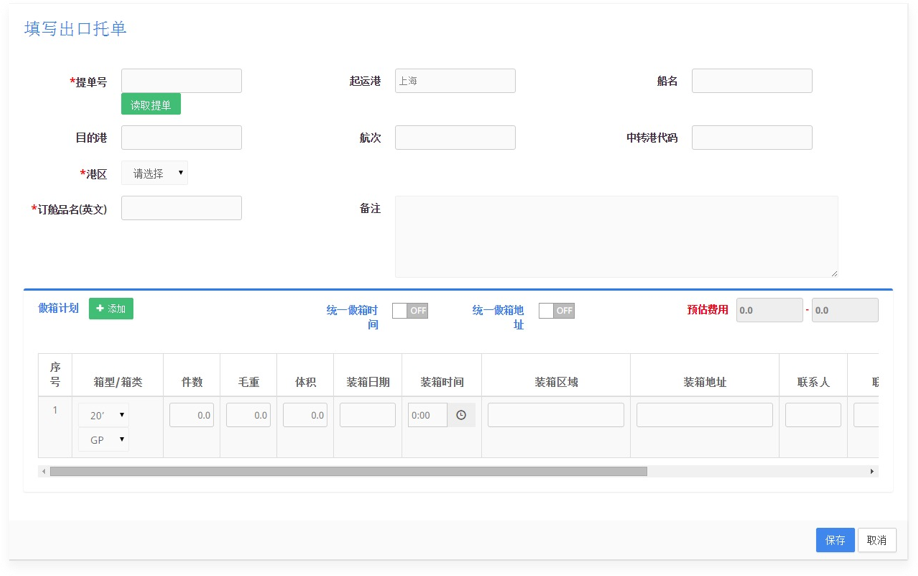 填写出口托单
*提单号
起运港
上海
船名
读取提单
目的港
航次
中转港代码
*港区
请选择
*订舱品名(英文)
备注
做箱计划
添加
统一做箱时
间
OFF
统一做箱地
址
OFF
预估费用
0.0
-
0.0
序
号
箱型/箱类
件数
毛重
体积
装箱日期
装箱时间
装箱区域
装箱地址
联系人
1
20'
GP
0.0
0.0
0.0
0:00
保存
取消